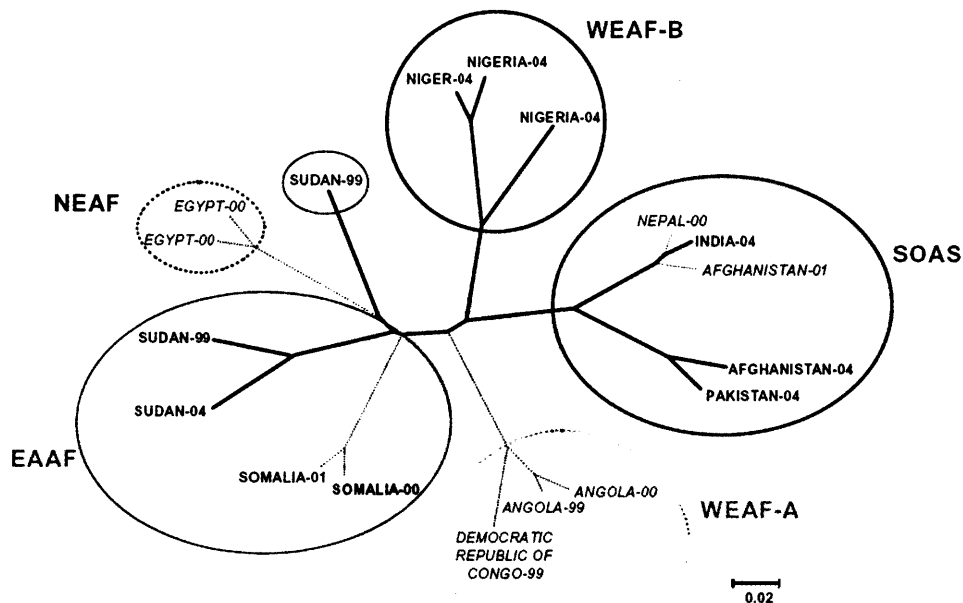 WEAF-B
NIGERIA-04
NIGER-04
NIGERIA-04
SUDAN-99
NEAF
EGYPT-00
EGYPT-00
NEPAL-00
INDIA-04
AFGHANISTAN-01
SOAS
SUDAN-99
AFGHANISTAN-04
PAKISTAN-04
SUDAN-04
EAAF
SOMALIA-01
SOMALIA-00
ANGOLA-00
ANGOLA-99
WEAF-A
DEMOCRATIC
REPUBLIC OF
CONGO-99
0.02